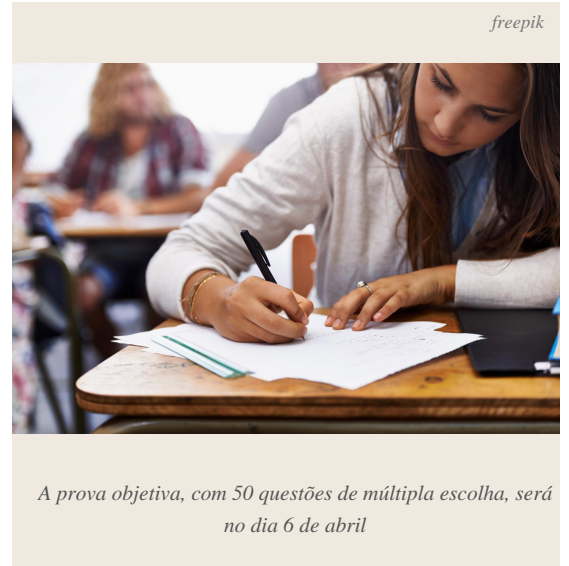 freepik
A prova objetiva, com 50 questões de múltipla escolha, será
no dia 6 de abril